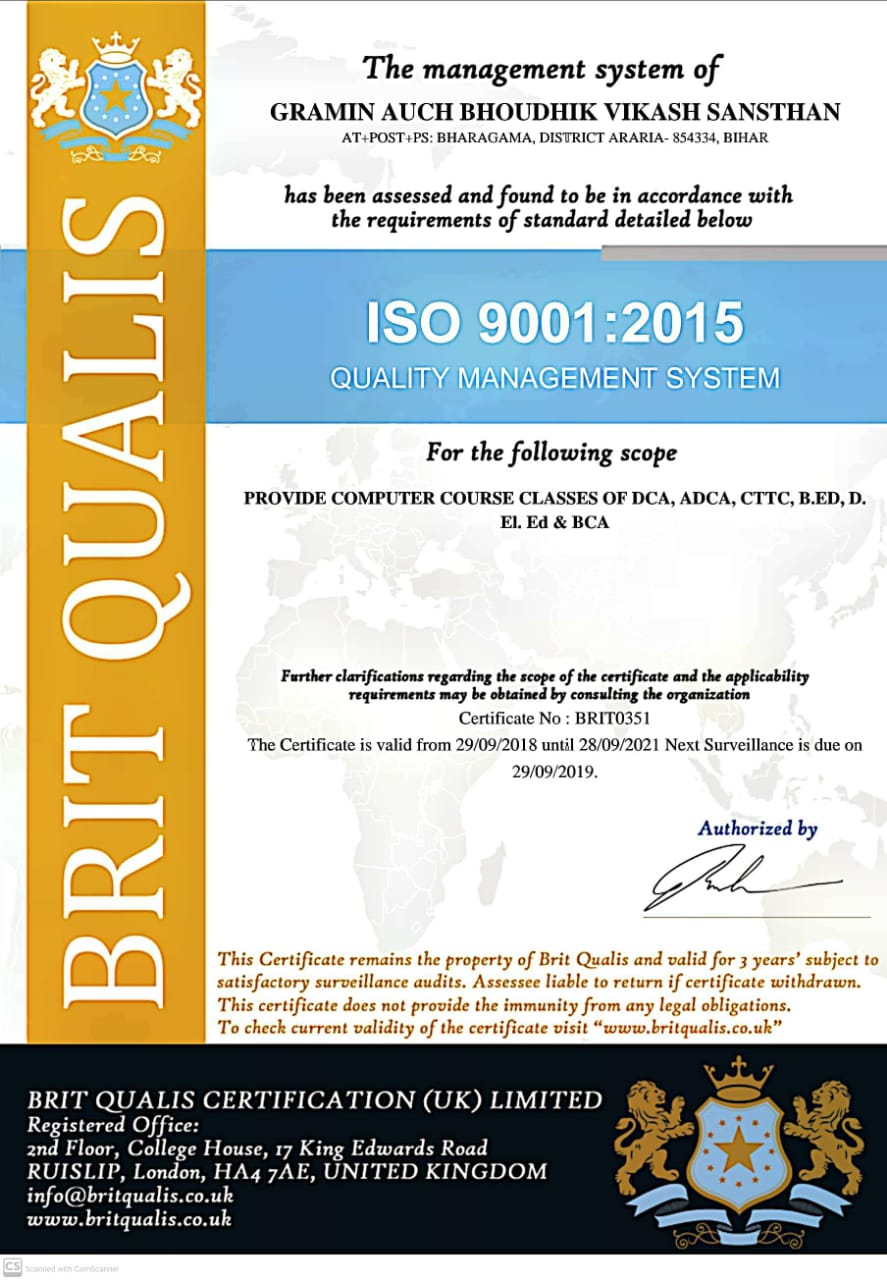 The management system of
GRAMIN AUCH BHOUDHIK VIKASH SANSTHAN
AT+POST+PS: BHARAGAMA, DISTRICT ARARIA- 854334, BIHAR
has been assessed and found to be in accordance with
the requirements of standard detailed below
BRIT QUALIS
ISO 9001:2015
QUALITY MANAGEMENT SYSTEM
For the following scope
PROVIDE COMPUTER COURSE CLASSES OF DCA, ADCA, CTTC, B.ED, D.
El. Ed & BCA
Further clarifications regarding the scope of the certificate and the applicability
requirements may be obtained by consulting the organization
Certificate No : BRIT0351
The Certificate is valid from 29/09/2018 until 28/09/2021 Next Surveillance is due on
29/09/2019.
Authorized by
This Certificate remains the property of Brit Qualis and valid for 3 years' subject to
satisfactory surveillance audits. Assessee liable to return if certificate withdrawn.
This certificate does not provide the immunity from any legal obligations.
To check current validity of the certificate visit "www.britqualis.co.uk"
BRIT QUALIS CERTIFICATION (UK) LIMITED
Registered Office:
2nd Floor, College House, 17 King Edwards Road
RUISLIP, London, HA4 7AE, UNITED KINGDOM
info@britqualis.co.uk
www.britqualis.co.uk
CS Scanned with CamScanner